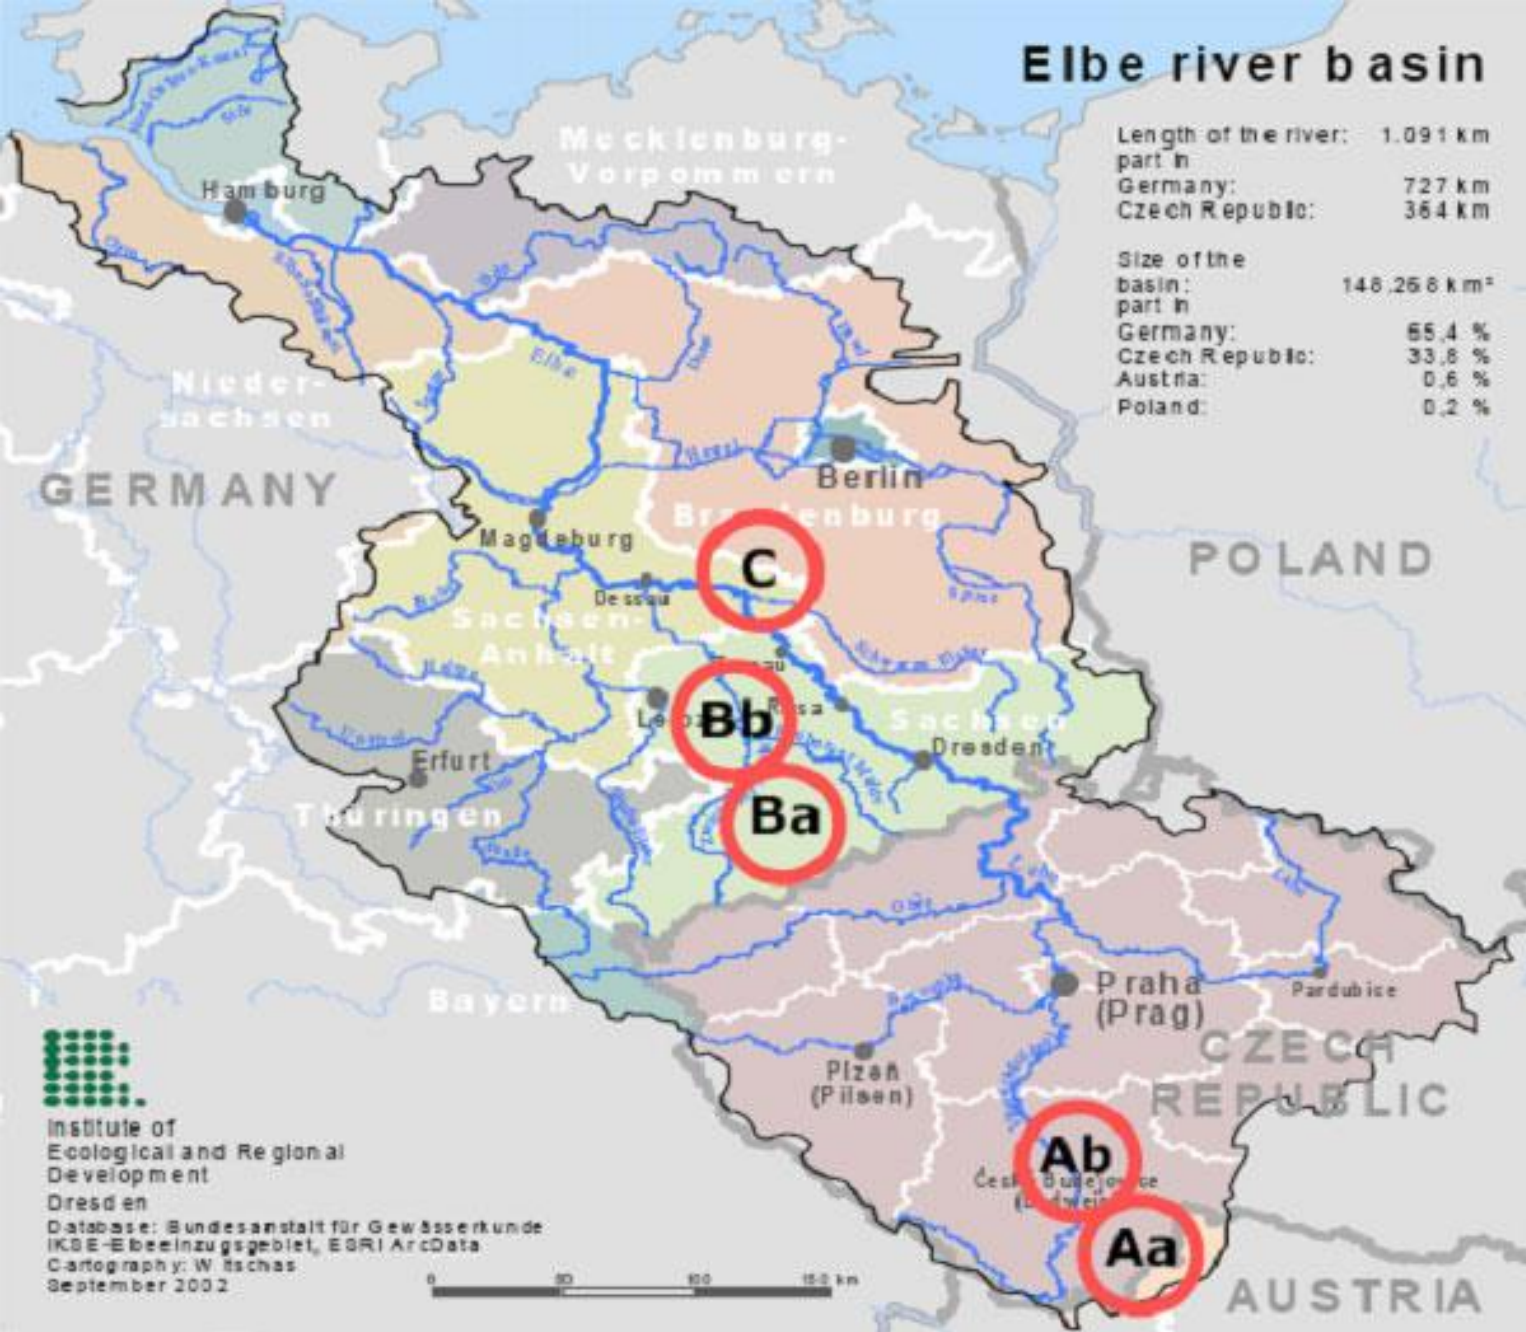 Elbe river basin
Length of the river: 1.091 km
part in
Germany: 727 km
Czech Republic: 364 km
Size of the
basin: 148.268 km²
part in
Germany: 65,4 %
Czech Republic: 33,8 %
Austria: 0,6 %
Poland: 0,2 %
Mecklenburg-
Vorpommern
Hamburg
Stör
Elbe
Nieder-
sachsen
GERMANY
Havel
Berlin
Brandenburg
POLAND
Magdeburg
C
Dessau
Spree
Sachsen-
Anhalt
Bb
Sachsen
Dresden
Erfurt
Thüringen
Ba
Bayern
Praha
(Prag)
Pardubice
Plzeň
(Pilsen)
CZECH
REPUBLIC
Ab
Aa
AUSTRIA
Institute of
Ecological and Regional
Development
Dresden
Database: Bundesanstalt für Gewässerkunde
IKSE-Elbeeinzugsgebiet, ESRI ArcData
Cartography: Witschas
September 2002
0 50 100 150 km